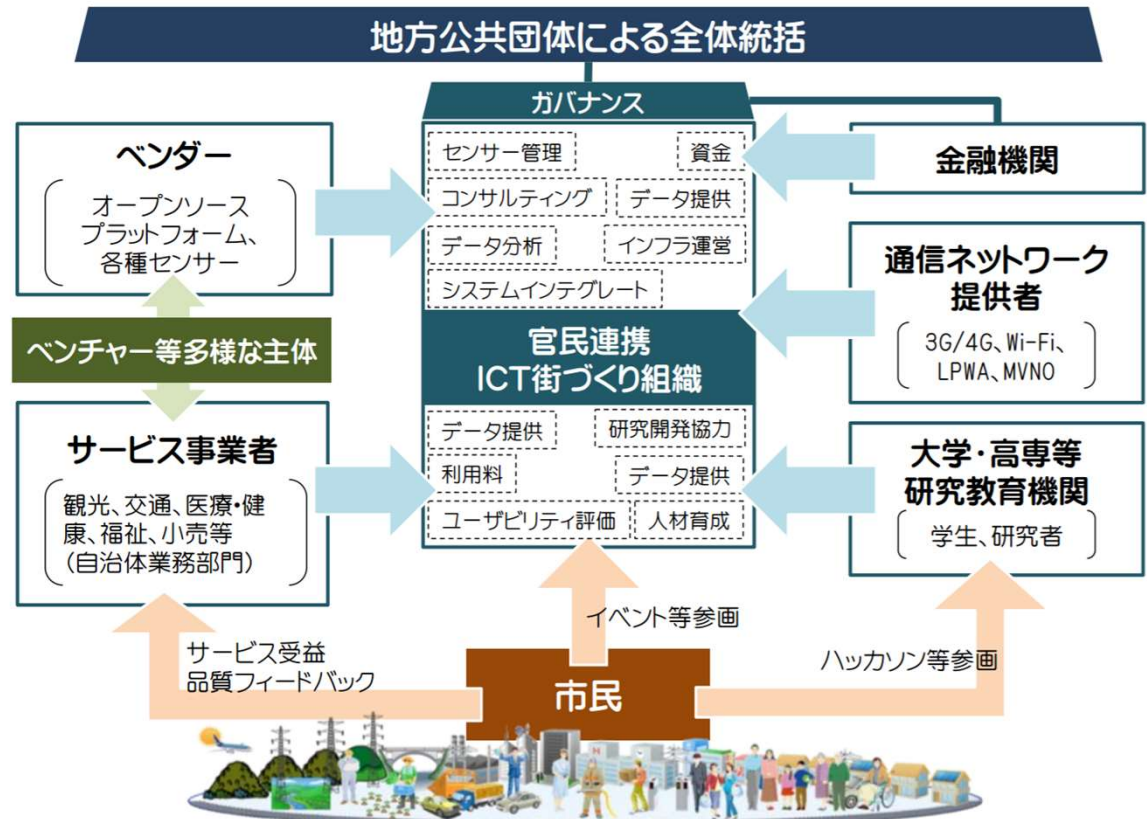 地方公共団体による全体統括
ガバナンス
ベンダー
オープンソース
プラットフォーム、
各種センサー
ベンチャー等多様な主体
サービス事業者
観光、交通、医療・健
康、福祉、小売等
(自治体業務部門)
センサー管理
資金
コンサルティング
データ提供
データ分析
インフラ運営
システムインテグレート
官民連携
ICT街づくり組織
データ提供
研究開発協力
利用料
データ提供
ユーザビリティ評価
人材育成
金融機関
通信ネットワーク
提供者
3G/4G、Wi-Fi、
LPWA、MVNO
大学・高専等
研究教育機関
学生、研究者
サービス受益
品質フィードバック
イベント等参画
ハッカソン等参画
市民